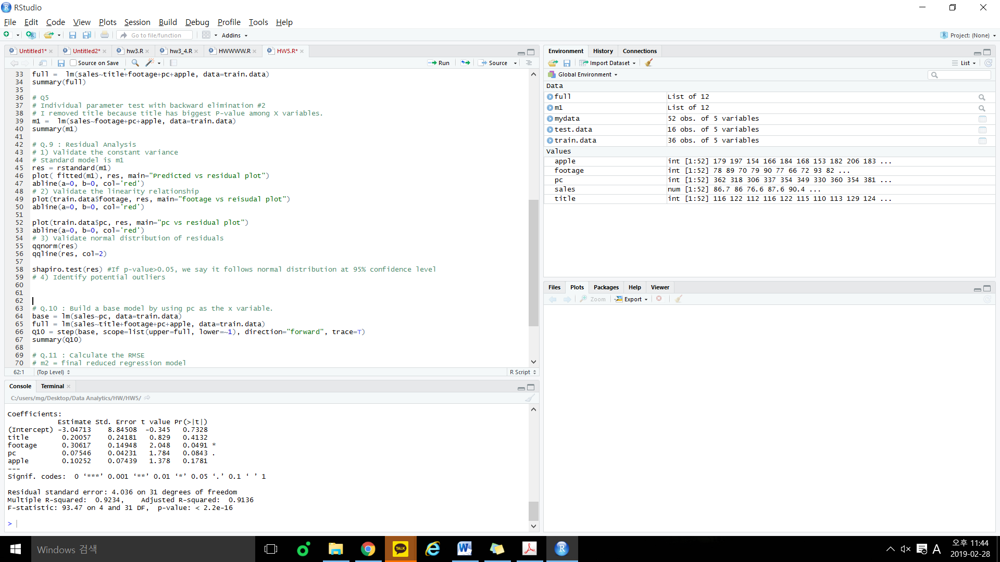 RStudio
File Edit Code View Plots Session Build Debug Profile Tools Help
Go to file/function Addins Project: (None)
Untitled1* Untitled2* hw3.R hw3_4.R HWWWW.R HW5.R*
Source on Save Run Source
33 full =  lm(sales~title+footage+pc+apple, data=train.data)
34 summary(full)
35
36 # Q5
37 # Individual parameter test with backward elimination #2
38 # I removed title because title has biggest P-value among X variables.
39 m1 =  lm(sales~footage+pc+apple, data=train.data)
40 summary(m1)
41
42 # Q.9 : Residual Analysis
43 # 1) Validate the constant variance
44 # Standard model is m1
45 res = rstandard(m1)
46 plot( fitted(m1), res, main="Predicted vs residual plot")
47 abline(a=0, b=0, col='red')
48 # 2) Validate the linearity relationship
49 plot(train.data$footage, res, main="footage vs reisudal plot")
50 abline(a=0, b=0, col='red')
51
52 plot(train.data$pc, res, main="pc vs residual plot")
53 abline(a=0, b=0, col='red')
54 # 3) Validate normal distribution of residuals
55 qqnorm(res)
56 qqline(res, col=2)
57
58 shapiro.test(res) #If p-value>0.05, we say it follows normal distribution at 95% confidence level
59 # 4) Identify potential outliers
60
61
62
63 # Q.10 : Build a base model by using pc as the x variable.
64 base = lm(sales~pc, data=train.data)
65 full = lm(sales~title+footage+pc+apple, data=train.data)
66 Q10 = step(base, scope=list(upper=full, lower=~1), direction="forward", trace=T)
67 summary(Q10)
68
69 # Q.11 : Calculate the RMSE
70 # m2 = final reduced regression model
62:1 (Top Level) R Script
Console Terminal
C:/users/mg/Desktop/Data Analytics/HW/HW5/
Coefficients:
Estimate Std. Error t value Pr(>|t|)
(Intercept) -3.04713 8.84508 -0.345 0.7328
title 0.20057 0.24181 0.829 0.4132
footage 0.30617 0.14948 2.048 0.0491 *
pc 0.07546 0.04231 1.784 0.0843 .
apple 0.10252 0.07439 1.378 0.1781
---
Signif. codes:  0 ‘***’ 0.001 ‘**’ 0.01 ‘*’ 0.05 ‘.’ 0.1 ‘ ’ 1
Residual standard error: 4.036 on 31 degrees of freedom
Multiple R-squared:  0.9234,    Adjusted R-squared:  0.9136
F-statistic: 93.47 on 4 and 31 DF,  p-value: < 2.2e-16
>
Environment History Connections
Import Dataset List
Global Environment
Data
full List of 12
m1 List of 12
mydata 52 obs. of 5 variables
test.data 16 obs. of 5 variables
train.data 36 obs. of 5 variables
Values
apple int [1:52] 179 197 154 166 184 168 153 182 206 183 ...
footage int [1:52] 78 89 70 79 90 77 66 72 93 82 ...
pc int [1:52] 362 318 306 337 354 349 330 360 354 381 ...
sales num [1:52] 86.7 86 76.6 87.6 90.4 ...
title int [1:52] 116 122 112 116 122 115 110 113 129 124 ...
Files Plots Packages Help Viewer
Zoom Export
Windows 검색
TALK
A
오후 11:44
2019-02-28